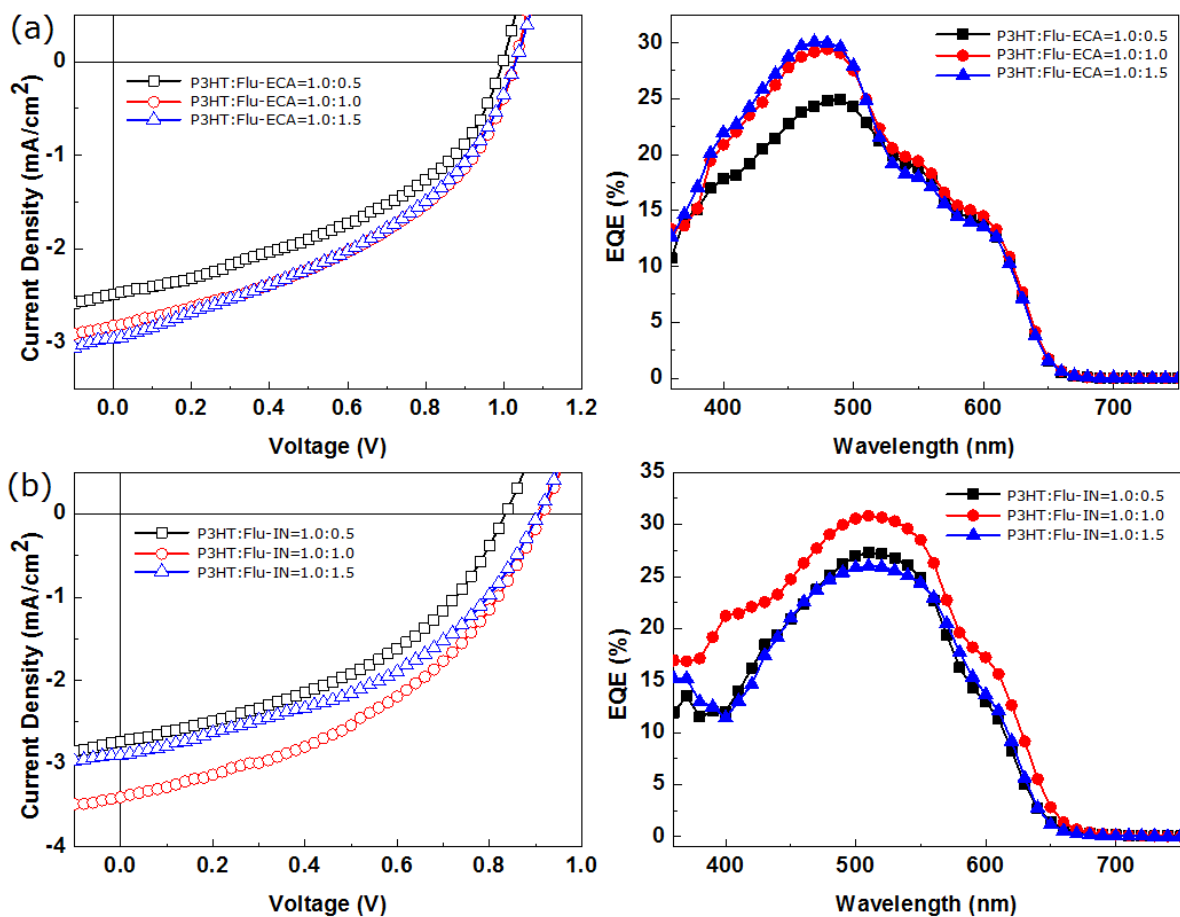 (a)
0
-1
-2
-3
0.0 0.2 0.4 0.6 0.8 1.0 1.2
Voltage (V)
Current Density (mA/cm²)
P3HT:Flu-ECA=1.0:0.5
P3HT:Flu-ECA=1.0:1.0
P3HT:Flu-ECA=1.0:1.5
30
25
20
15
10
5
0
400 500 600 700
Wavelength (nm)
EQE (%)
P3HT:Flu-ECA=1.0:0.5
P3HT:Flu-ECA=1.0:1.0
P3HT:Flu-ECA=1.0:1.5
(b)
0
-1
-2
-3
-4
0.0 0.2 0.4 0.6 0.8 1.0
Voltage (V)
Current Density (mA/cm²)
P3HT:Flu-IN=1.0:0.5
P3HT:Flu-IN=1.0:1.0
P3HT:Flu-IN=1.0:1.5
35
30
25
20
15
10
5
0
400 500 600 700
Wavelength (nm)
EQE (%)
P3HT:Flu-IN=1.0:0.5
P3HT:Flu-IN=1.0:1.0
P3HT:Flu-IN=1.0:1.5